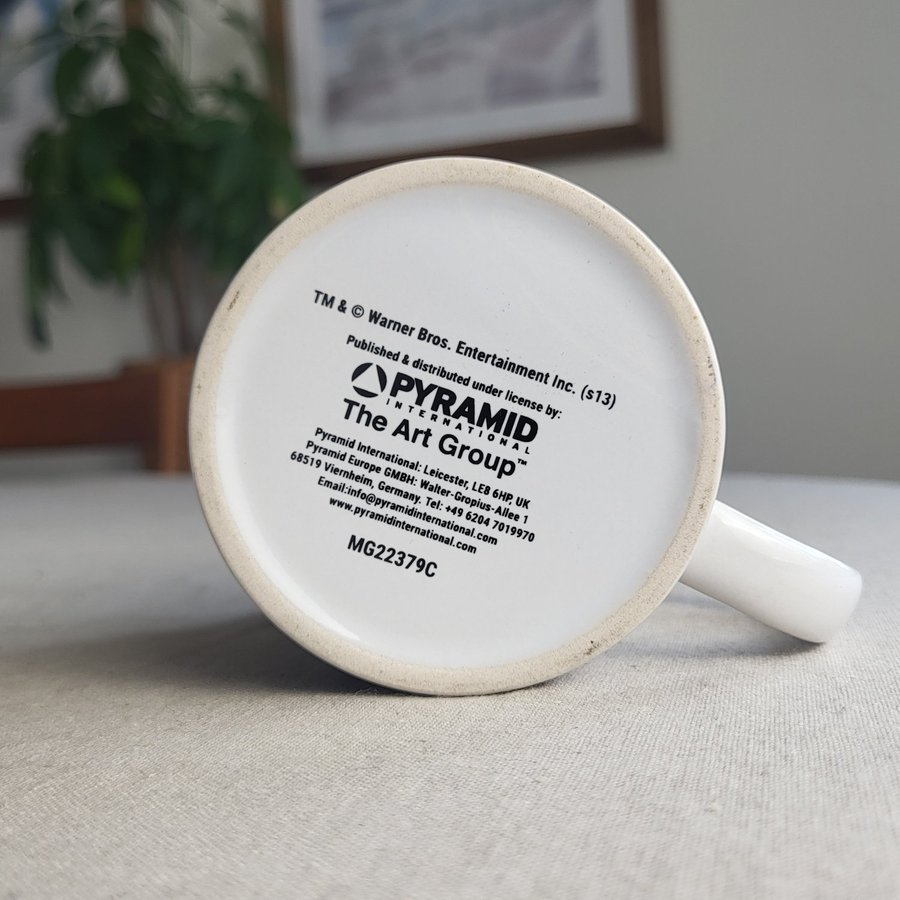 TM & © Warner Bros. Entertainment Inc. (s13)
Published & distributed under license by:
PYRAMID
INTERNATIONAL
The Art Group™
Pyramid International: Leicester, LE8 6HP, UK
Pyramid Europe GMBH: Walter-Gropius-Allee 1
68519 Viernheim, Germany. Tel: +49 6204 7019970
Email:info@pyramidinternational.com
www.pyramidinternational.com
MG22379C